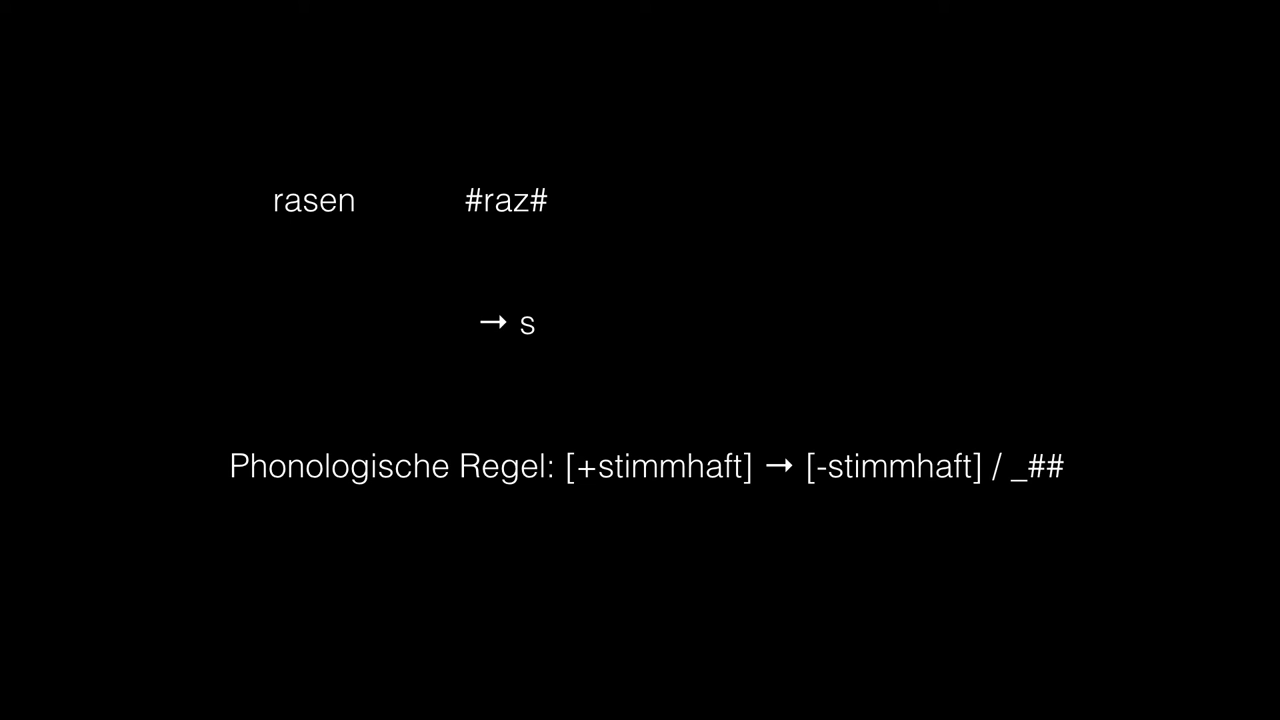 rasen #raz#
→ s
Phonologische Regel: [+stimmhaft] → [-stimmhaft] / _##